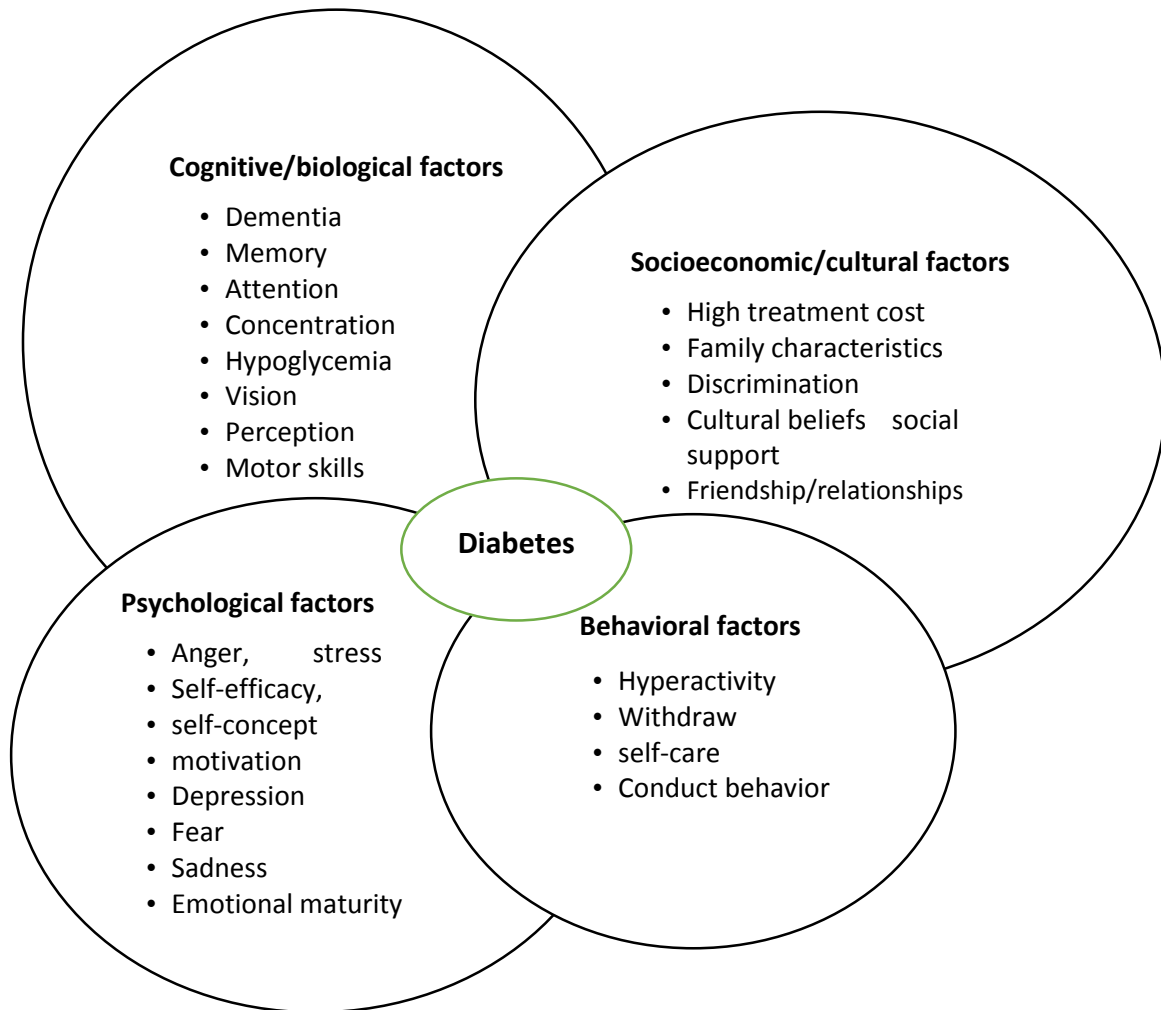 Cognitive/biological factors
• Dementia
• Memory
• Attention
• Concentration
• Hypoglycemia
• Vision
• Perception
• Motor skills
Socioeconomic/cultural factors
• High treatment cost
• Family characteristics
• Discrimination
• Cultural beliefs social
support
• Friendship/relationships
Diabetes
Psychological factors
• Anger, stress
• Self-efficacy,
• self-concept
• motivation
• Depression
• Fear
• Sadness
• Emotional maturity
Behavioral factors
• Hyperactivity
• Withdraw
• self-care
• Conduct behavior